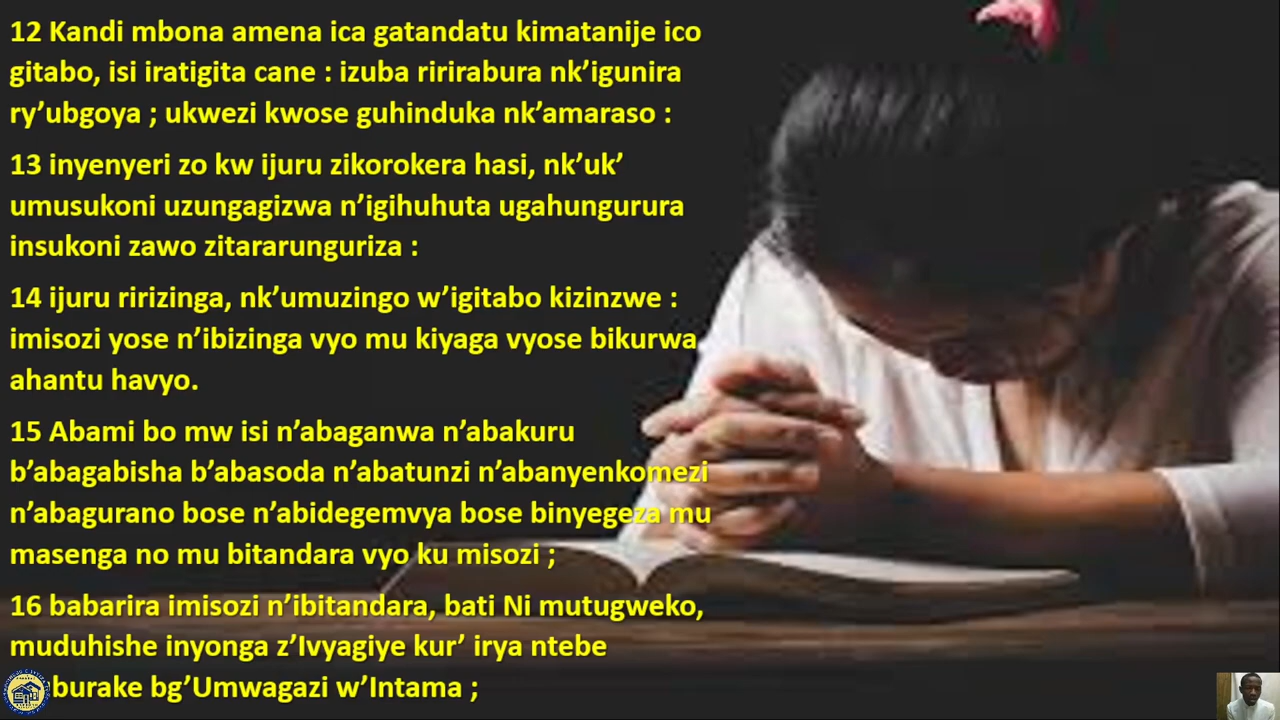 12 Kandi mbona amena ica gatandatu kimatanije ico
gitabo, isi iratigita cane : izuba ririrabura nk’igunira
ry’ubgoya ; ukwezi kwose guhinduka nk’amaraso :
13 inyenyeri zo kw ijuru zikorokera hasi, nk’uk’
umusukoni uzungagizwa n’igihuhuta ugahungurura
insukoni zawo zitararunguriza :
14 ijuru ririzinga, nk’umuzingo w’igitabo kizinzwe :
imisozi yose n’ibizinga vyo mu kiyaga vyose bikurwa
ahantu havyo.
15 Abami bo mw isi n’abaganwa n’abakuru
b’abagabisha b’abasoda n’abatunzi n’abanyenkomezi
n’abagurano bose n’abidegemvya bose binyegeza mu
masenga no mu bitandara vyo ku misozi ;
16 babarira imisozi n’ibitandara, bati Ni mutugweko,
muduhishe inyonga z’Ivyagiye kur’ irya ntebe
burake bg’Umwagazi w’Intama ;